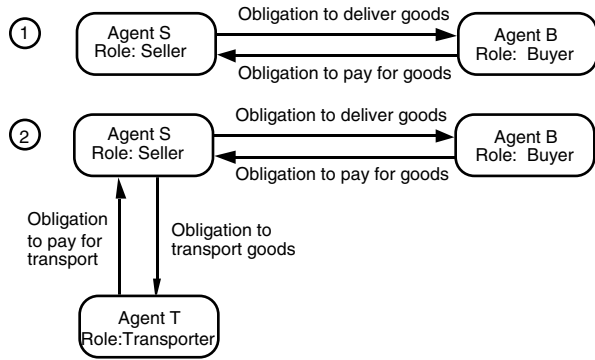 1
Agent S
Role: Seller
Obligation to deliver goods
Obligation to pay for goods
Agent B
Role: Buyer
2
Agent S
Role: Seller
Obligation to deliver goods
Obligation to pay for goods
Agent B
Role: Buyer
Obligation
to pay for
transport
Obligation to
transport goods
Agent T
Role:Transporter